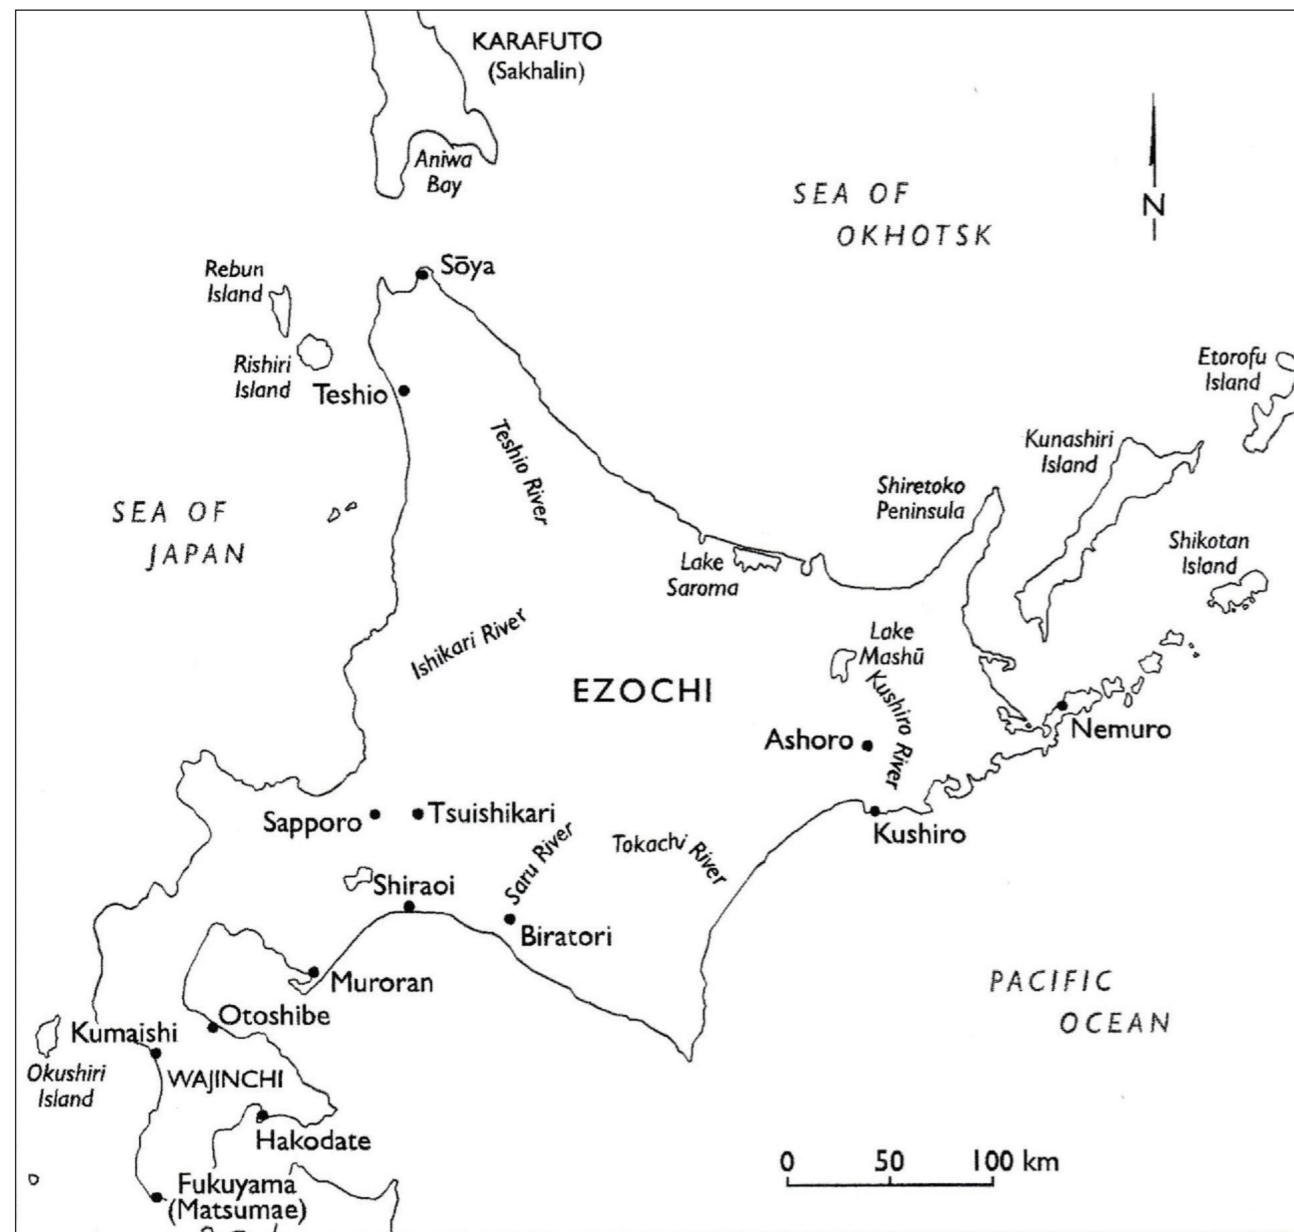 KARAFUTO
(Sakhalin)
Aniwa
Bay
SEA OF
OKHOTSK
N
Sōya
Rebun
Island
Rishiri
Island
Teshio
Teshio River
Etorofu
Island
Kunashiri
Island
Shiretoko
Peninsula
SEA OF
JAPAN
Shikotan
Island
Lake
Saroma
Ishikari River
Lake
Mashū
EZOCHI
Kushiro River
Ashoro
Nemuro
Sapporo
Tsuishikari
Kushiro
Saru River
Tokachi River
Shiraoi
Biratori
Muroran
PACIFIC
OCEAN
Otoshibe
Kumaishi
Okushiri
Island
WAJINCHI
Hakodate
0 50 100 km
Fukuyama
(Matsumae)